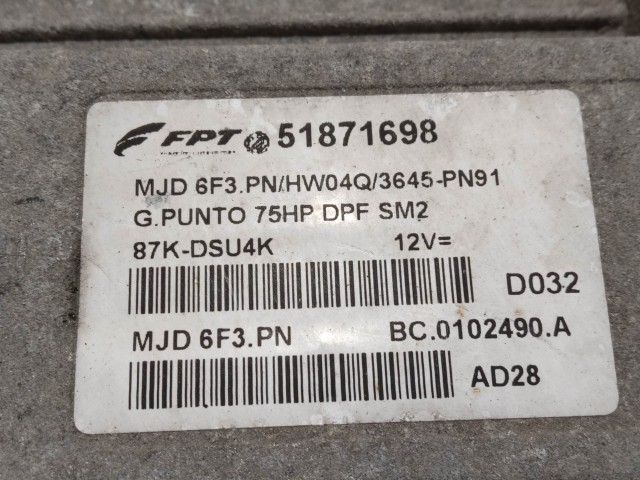 FPT 51871698
MJD 6F3.PN/HW04Q/3645-PN91
G.PUNTO 75HP DPF SM2
87K-DSU4K 12V=
D032
MJD 6F3.PN BC.0102490.A
AD28